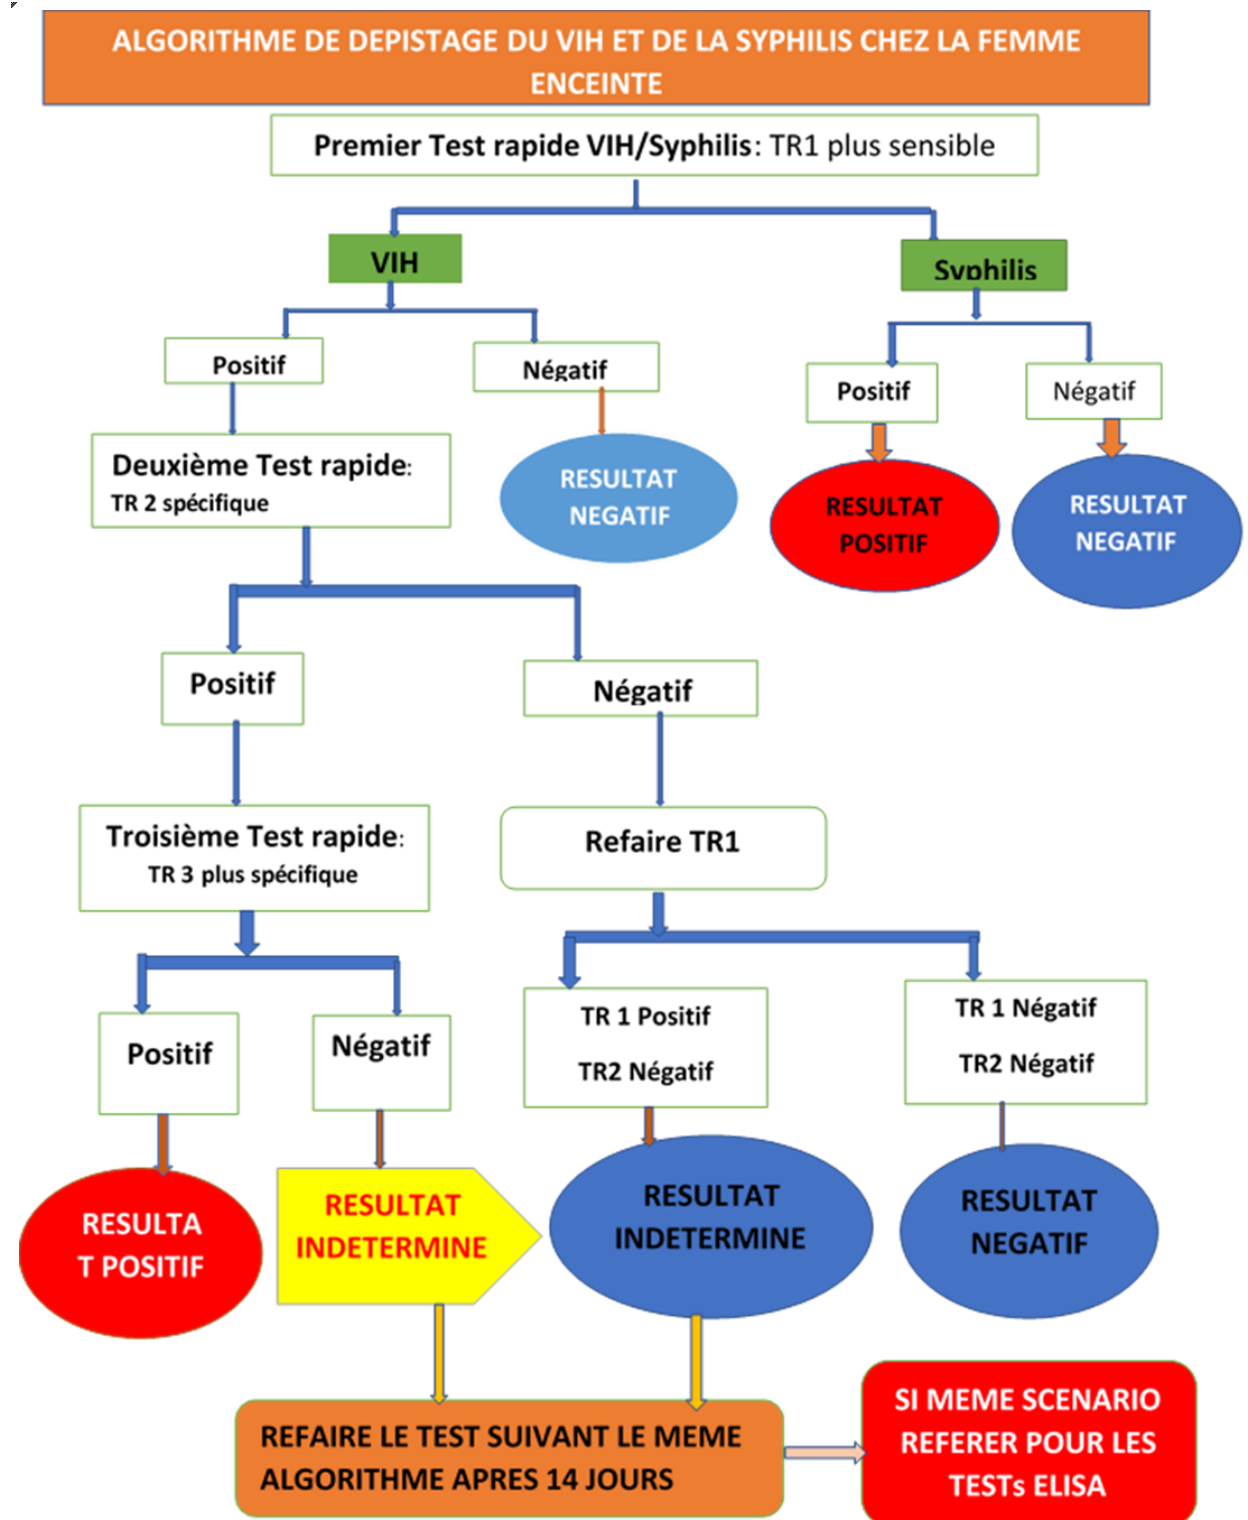 ALGORITHME DE DEPISTAGE DU VIH ET DE LA SYPHILIS CHEZ LA FEMME
ENCEINTE
Premier Test rapide VIH/Syphilis: TR1 plus sensible
VIH
Syphilis
Positif
Négatif
Positif
Négatif
Deuxième Test rapide:
TR 2 spécifique
RESULTAT
NEGATIF
RESULTAT
POSITIF
RESULTAT
NEGATIF
Positif
Négatif
Troisième Test rapide:
TR 3 plus spécifique
Refaire TR1
Positif
Négatif
TR 1 Positif
TR2 Négatif
TR 1 Négatif
TR2 Négatif
RESULTA
T POSITIF
RESULTAT
INDETERMINE
RESULTAT
INDETERMINE
RESULTAT
NEGATIF
REFAIRE LE TEST SUIVANT LE MEME
ALGORITHME APRES 14 JOURS
SI MEME SCENARIO
REFERER POUR LES
TESTs ELISA